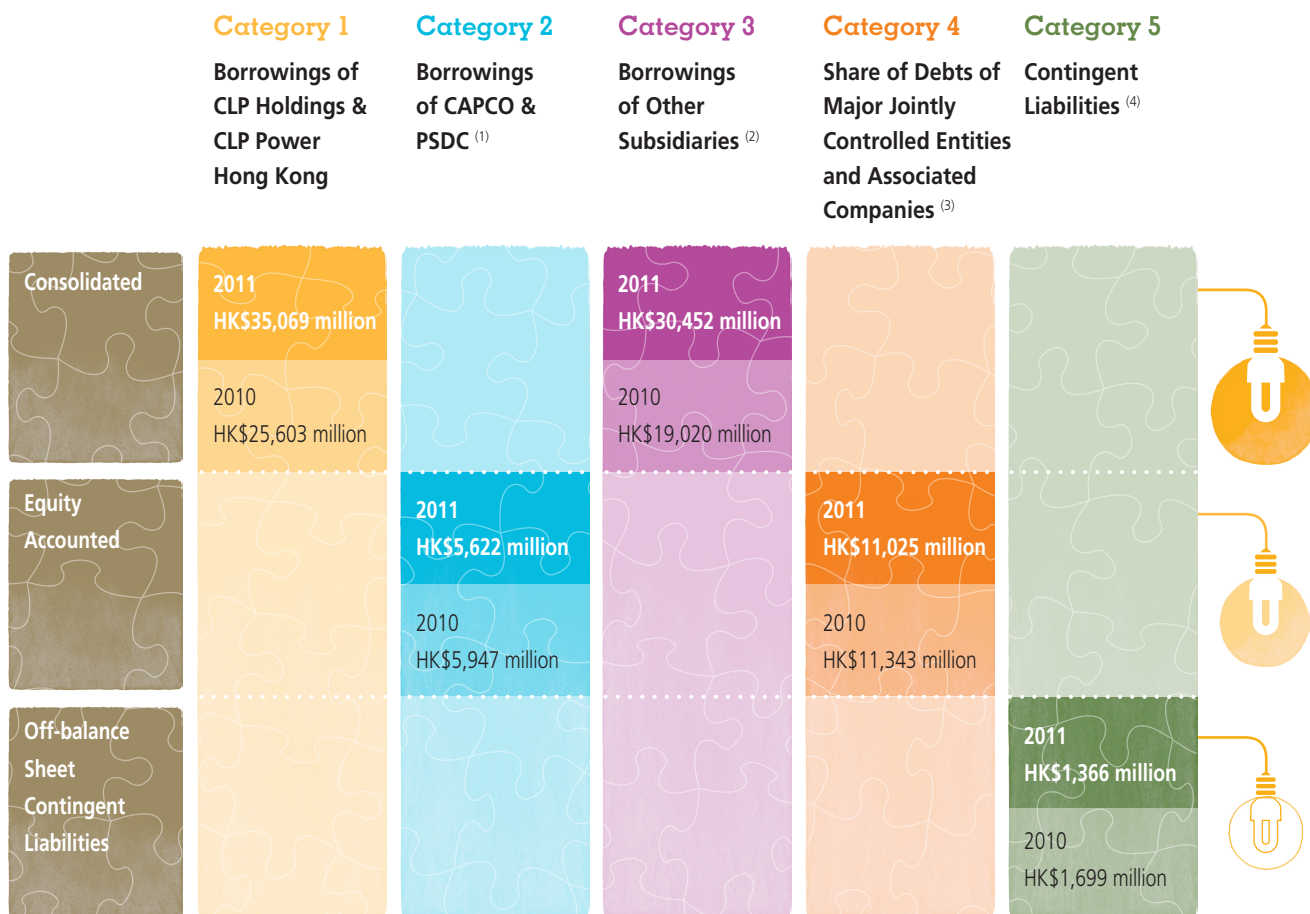 Category 1
Borrowings of
CLP Holdings &
CLP Power
Hong Kong
Category 2
Borrowings
of CAPCO &
PSDC (1)
Category 3
Borrowings
of Other
Subsidiaries (2)
Category 4
Share of Debts of
Major Jointly
Controlled Entities
and Associated
Companies (3)
Category 5
Contingent
Liabilities (4)
Consolidated
2011
HK$35,069 million
2010
HK$25,603 million
2011
HK$30,452 million
2010
HK$19,020 million
Equity
Accounted
2011
HK$5,622 million
2010
HK$5,947 million
2011
HK$11,025 million
2010
HK$11,343 million
Off-balance
Sheet
Contingent
Liabilities
2011
HK$1,366 million
2010
HK$1,699 million